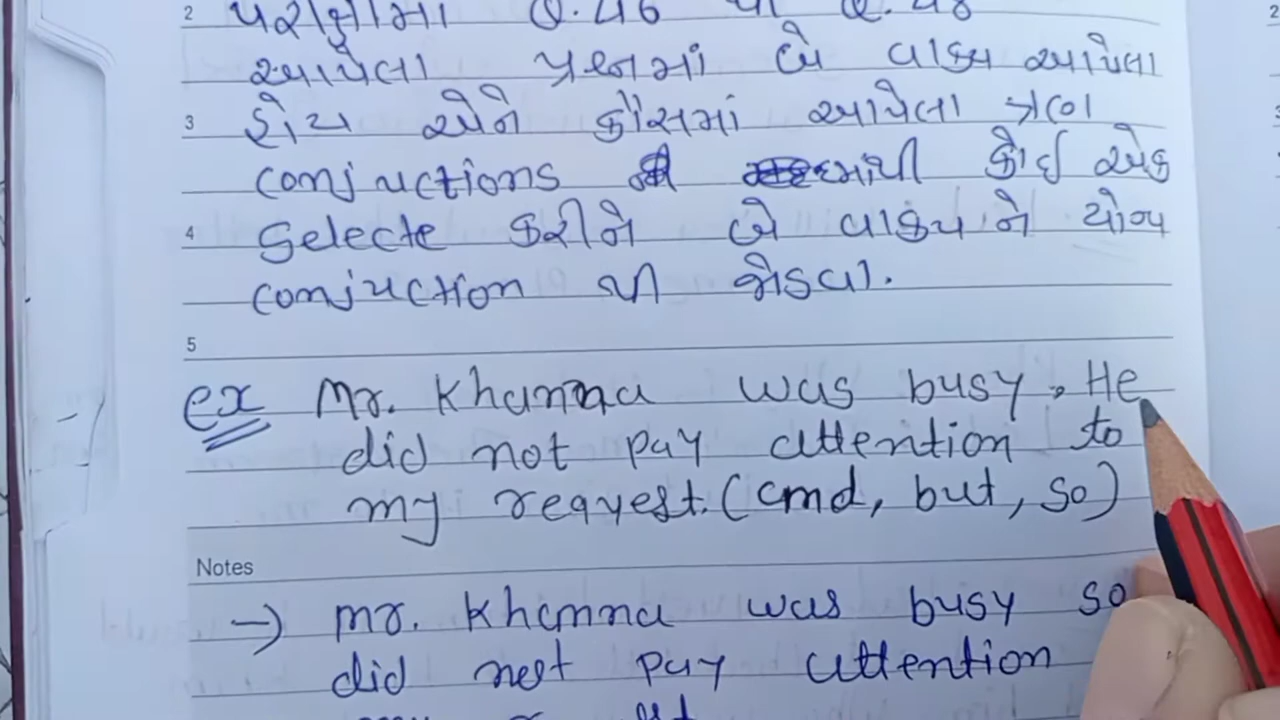 2 પરીક્ષામાં Q. 46 થી Q. 48
આપેલા પ્રશ્નમાં બે વાક્ય આપેલા
3 હોય અને કૌંસમાં આપેલા ત્રણ
conjuctions માંથી કોઈ એક
4 Selecte કરીને બે વાક્ય ને યોગ્ય
conjuction થી જોડવા.
5
ex Mr. Khanna was busy. He
did not pay attention to
my request. (and, but, so)
Notes
→ Mr. Khanna was busy so
did not pay attention